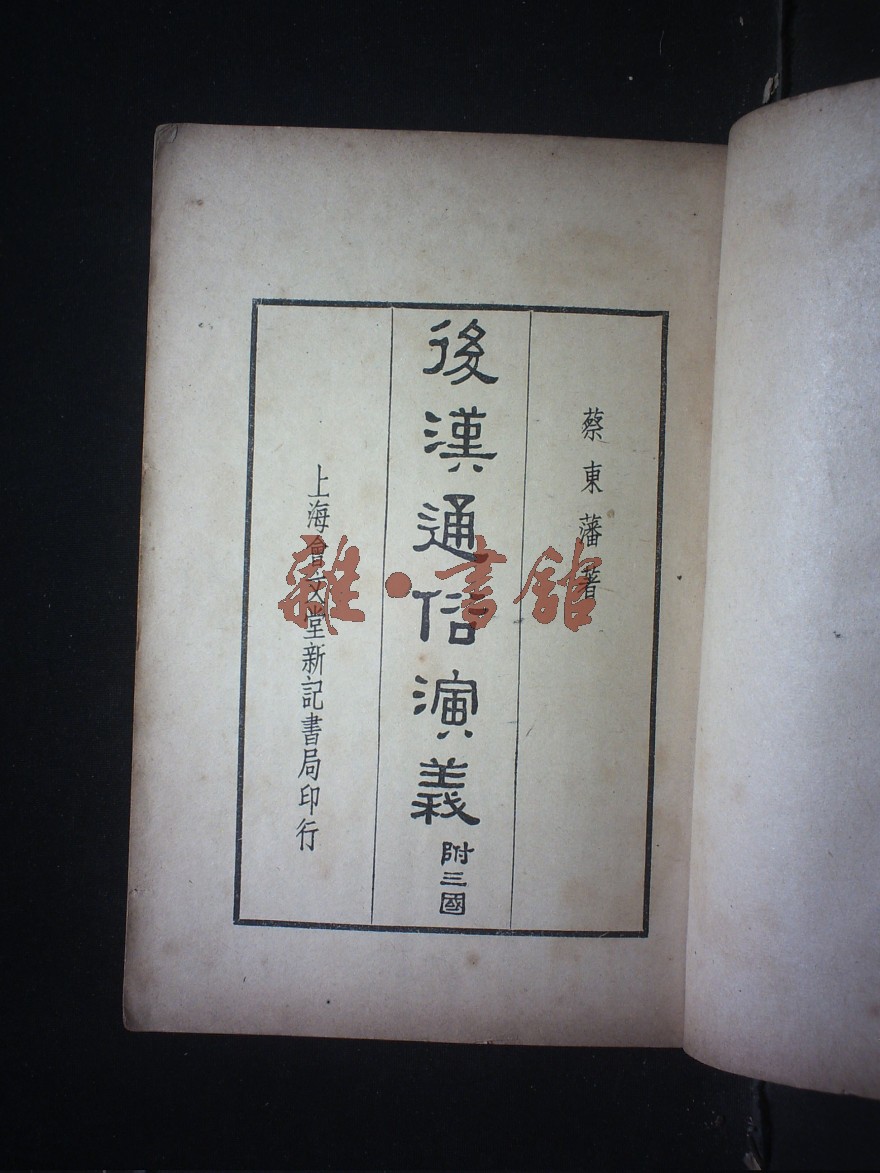 蔡東藩著
後漢通俗演義
附三國
上海會文堂新記書局印行
雜·書館